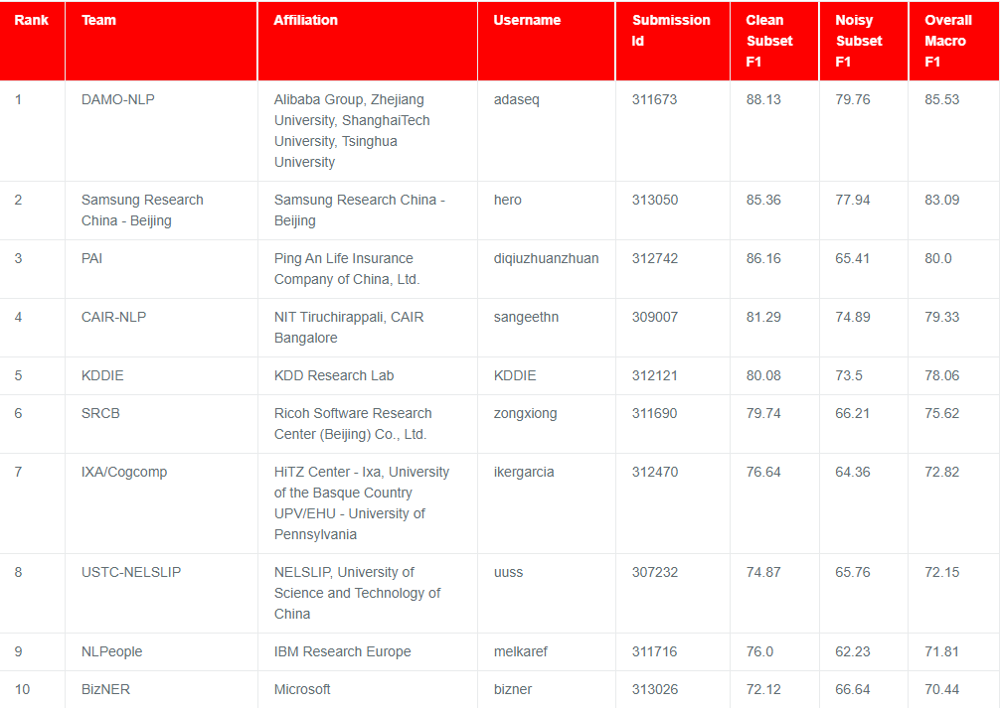 Rank Team Affiliation Username Submission Id Clean Subset F1 Noisy Subset F1 Overall Macro F1
1 DAMO-NLP Alibaba Group, Zhejiang University, ShanghaiTech University, Tsinghua University adaseq 311673 88.13 79.76 85.53
2 Samsung Research China - Beijing Samsung Research China - Beijing hero 313050 85.36 77.94 83.09
3 PAI Ping An Life Insurance Company of China, Ltd. diqiuzhuanzhuan 312742 86.16 65.41 80.0
4 CAIR-NLP NIT Tiruchirappali, CAIR Bangalore sangeethn 309007 81.29 74.89 79.33
5 KDDIE KDD Research Lab KDDIE 312121 80.08 73.5 78.06
6 SRCB Ricoh Software Research Center (Beijing) Co., Ltd. zongxiong 311690 79.74 66.21 75.62
7 IXA/Cogcomp HiTZ Center - Ixa, University of the Basque Country UPV/EHU - University of Pennsylvania ikergarcia 312470 76.64 64.36 72.82
8 USTC-NELSLIP NELSLIP, University of Science and Technology of China uuss 307232 74.87 65.76 72.15
9 NLPeople IBM Research Europe melkaref 311716 76.0 62.23 71.81
10 BizNER Microsoft bizner 313026 72.12 66.64 70.44